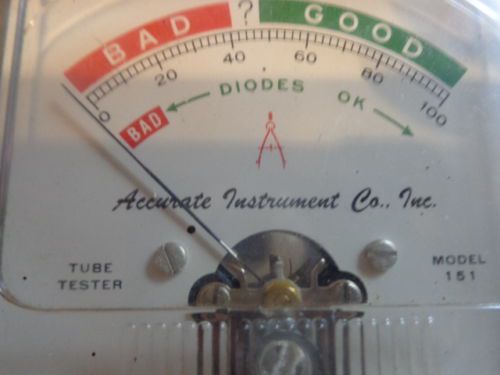 BAD ? GOOD
0 20 40 60 80 100
BAD DIODES OK
Accurate Instrument Co., Inc.
TUBE
TESTER
MODEL
151